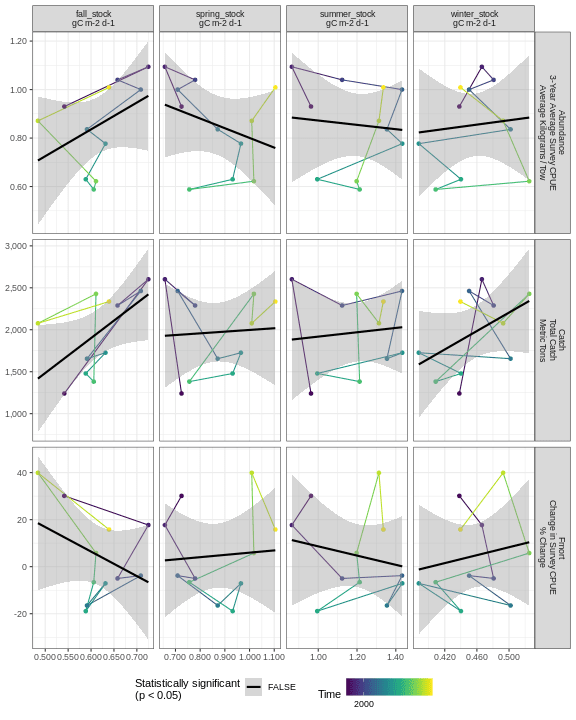 fall_stock
gC m-2 d-1
spring_stock
gC m-2 d-1
summer_stock
gC m-2 d-1
winter_stock
gC m-2 d-1
1.20
1.00
0.80
0.60
Abundance
3-Year Average Survey CPUE
Average Kilograms / Tow
3,000
2,500
2,000
1,500
1,000
Catch
Total Catch
Metric Tons
40
20
0
-20
Fmort
Change in Survey CPUE
% Change
0.500 0.550 0.600 0.650 0.700
0.700 0.800 0.900 1.000 1.100
1.00 1.20 1.40
0.420 0.460 0.500
Statistically significant
(p < 0.05)
FALSE
Time
2000